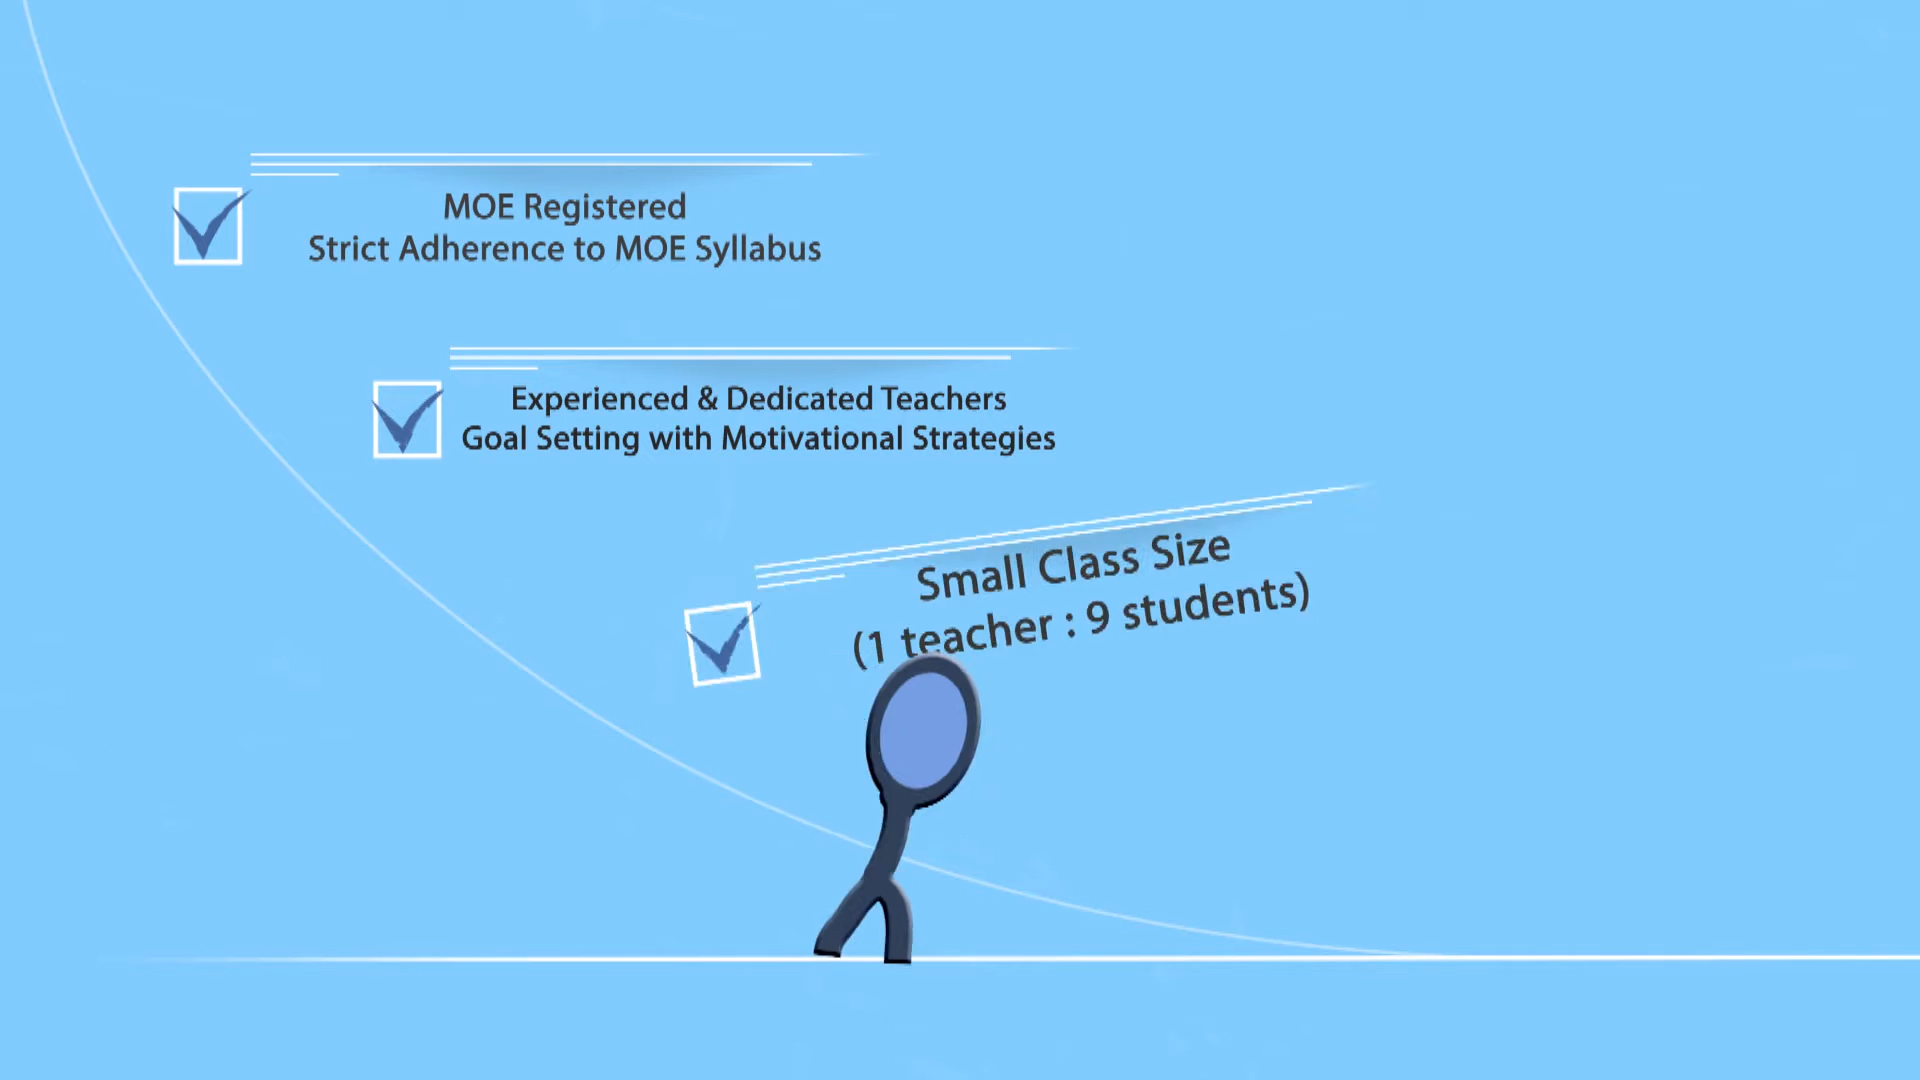 MOE Registered
Strict Adherence to MOE Syllabus
Experienced & Dedicated Teachers
Goal Setting with Motivational Strategies
Small Class Size
(1 teacher : 9 students)